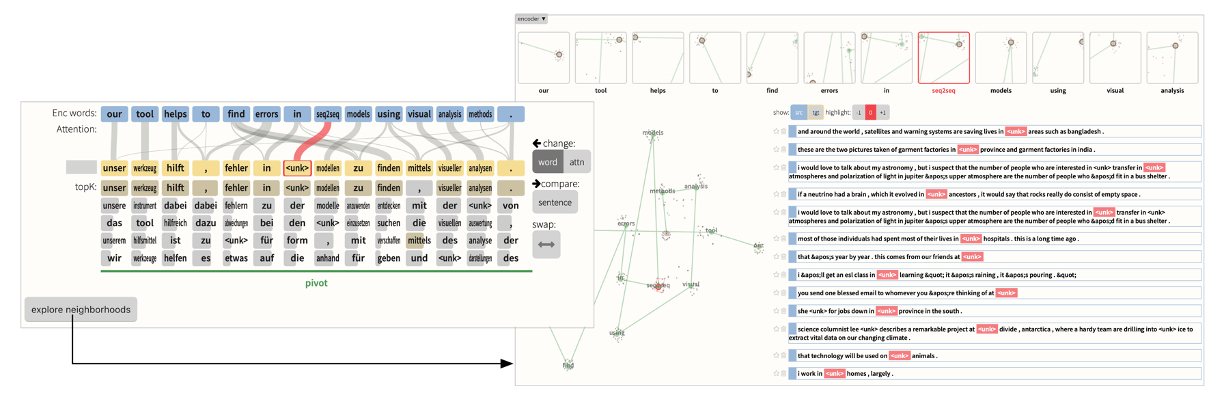 encoder ▼
our tool helps to find errors in seq2seq models using visual analysis
Enc words: our tool helps to find errors in seq2seq models using visual analysis methods .
Attention:
unser werkzeug hilft , fehler in <unk> modellen zu finden mittels visueller analysen .
topK: unser werkzeug hilft , fehler in <unk> modellen zu finden , visueller analysen .
unsere instrument dabei dabei fehlern zu der modelle anzuwenden entdecken mit der <unk> von
das tool hilfreich dazu bei den <unk> einzusetzen suchen die visuellen ,
unserem hilfsmittel ist zu <unk> für form , mit verschaffen mittels des analyse der
wir werkzeuge helfen es etwas auf die anhand für geben und <unk> des
pivot
change:
word attn
compare:
sentence
swap:
explore neighborhoods
models
analysis
errors
tool
our
in
seq2seq
visual
using
find
show: src tgt highlight: -1 0 +1
and around the world , satellites and warning systems are saving lives in <unk> areas such as bangladesh .
these are the two pictures taken of garment factories in <unk> province and garment factories in india .
i would love to talk about my astronomy , but i suspect that the number of people who are interested in <unk> transfer in <unk>
atmospheres and polarization of light in jupiter &apos;s upper atmosphere are the number of people who &apos;d fit in a bus shelter .
if a neutrino had a brain , which it evolved in <unk> ancestors , it would say that rocks really do consist of empty space .
i would love to talk about my astronomy , but i suspect that the number of people who are interested in <unk> transfer in <unk>
atmospheres and polarization of light in jupiter &apos;s upper atmosphere are the number of people who &apos;d fit in a bus shelter .
most of those individuals had spent most of their lives in <unk> hospitals . this is a long time ago .
that &apos;s year by year . this comes from our friends at <unk>
i &apos;ll get an esl class in <unk> learning &quot; it &apos;s raining , it &apos;s pouring . &quot;
you send one blessed email to whomever you &apos;re thinking of at <unk>
she <unk> for jobs down in <unk> province in the south .
science columnist lee <unk> describes a remarkable project at <unk> divide , antarctica , where a hardy team are drilling into <unk> ice to
extract vital data on our changing climate .
that technology will be used on <unk> animals .
i work in <unk> homes , largely .